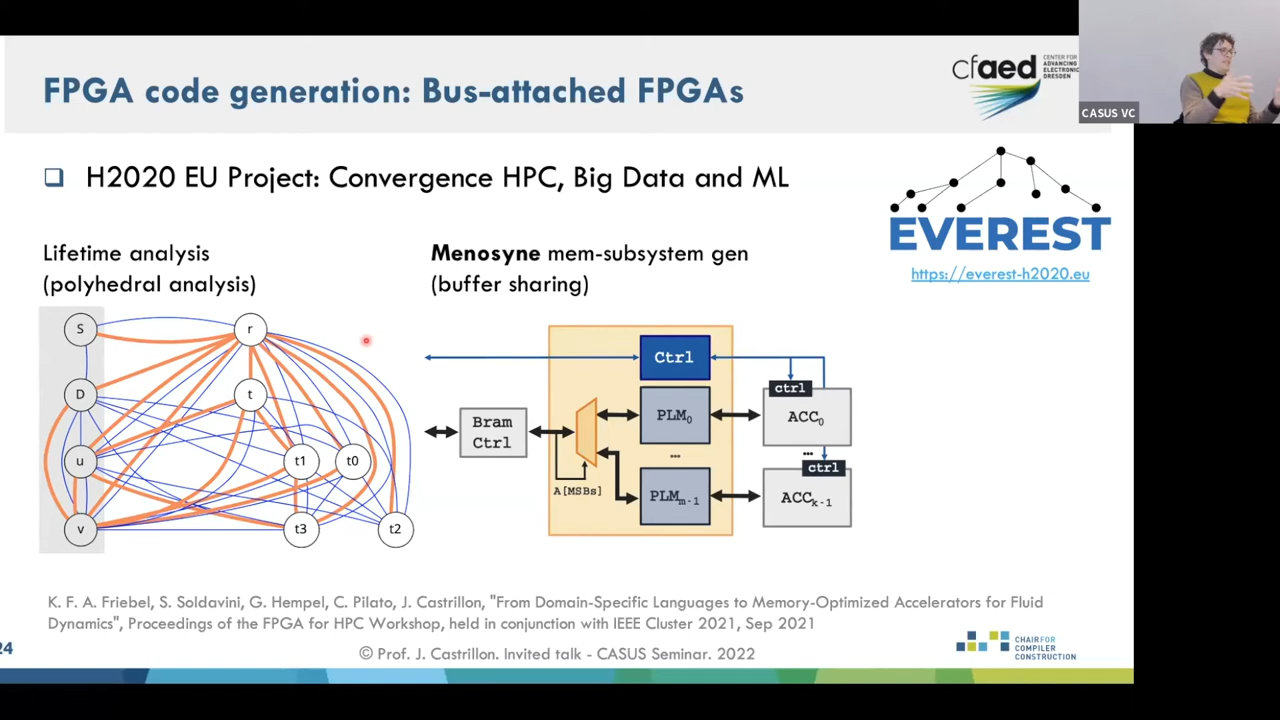 FPGA code generation: Bus-attached FPGAs
cfaed
CENTER FOR
ADVANCING
ELECTRONIC
DRESDEN
CASUS VC
H2020 EU Project: Convergence HPC, Big Data and ML
EVEREST
https://everest-h2020.eu
Lifetime analysis
(polyhedral analysis)
Menosyne mem-subsystem gen
(buffer sharing)
S
r
D
t
u
t1
t0
v
t3
t2
Ctrl
ctrl
Bram
Ctrl
PLM0
ACC0
...
...
ctrl
A[MSBs]
PLMm-1
ACCk-1
K. F. A. Friebel, S. Soldavini, G. Hempel, C. Pilato, J. Castrillon, "From Domain-Specific Languages to Memory-Optimized Accelerators for Fluid
Dynamics", Proceedings of the FPGA for HPC Workshop, held in conjunction with IEEE Cluster 2021, Sep 2021
24
© Prof. J. Castrillon. Invited talk - CASUS Seminar. 2022
CHAIR FOR
COMPILER
CONSTRUCTION